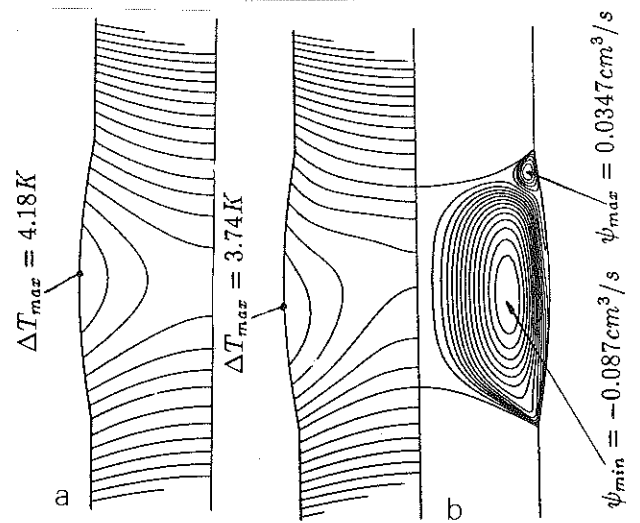 ΔT_max = 4.18K
ΔT_max = 3.74K
ψ_min = −0.087cm³/s
ψ_max = 0.0347cm³/s
a
b